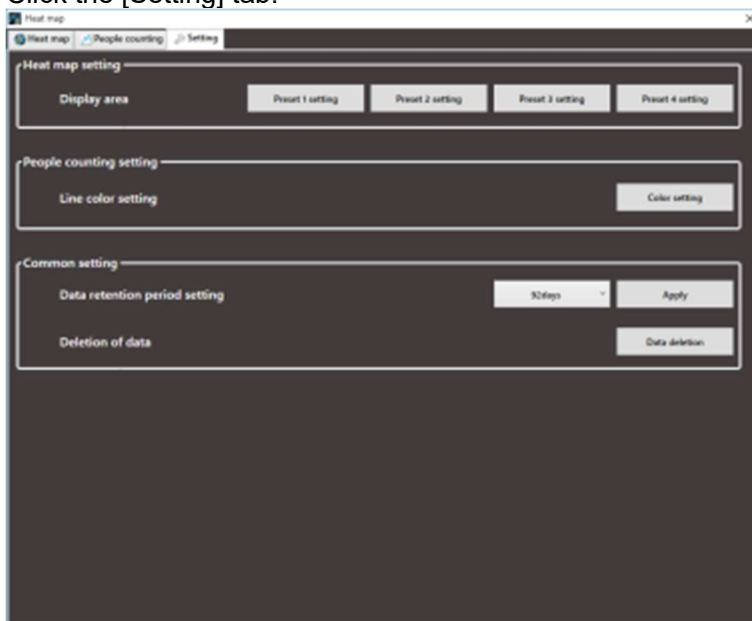 Click the [Setting] tab.
Heat map
Heat map People counting Setting
Heat map setting
Display area Preset 1 setting Preset 2 setting Preset 3 setting Preset 4 setting
People counting setting
Line color setting Color setting
Common setting
Data retention period setting 92days Apply
Deletion of data Data deletion